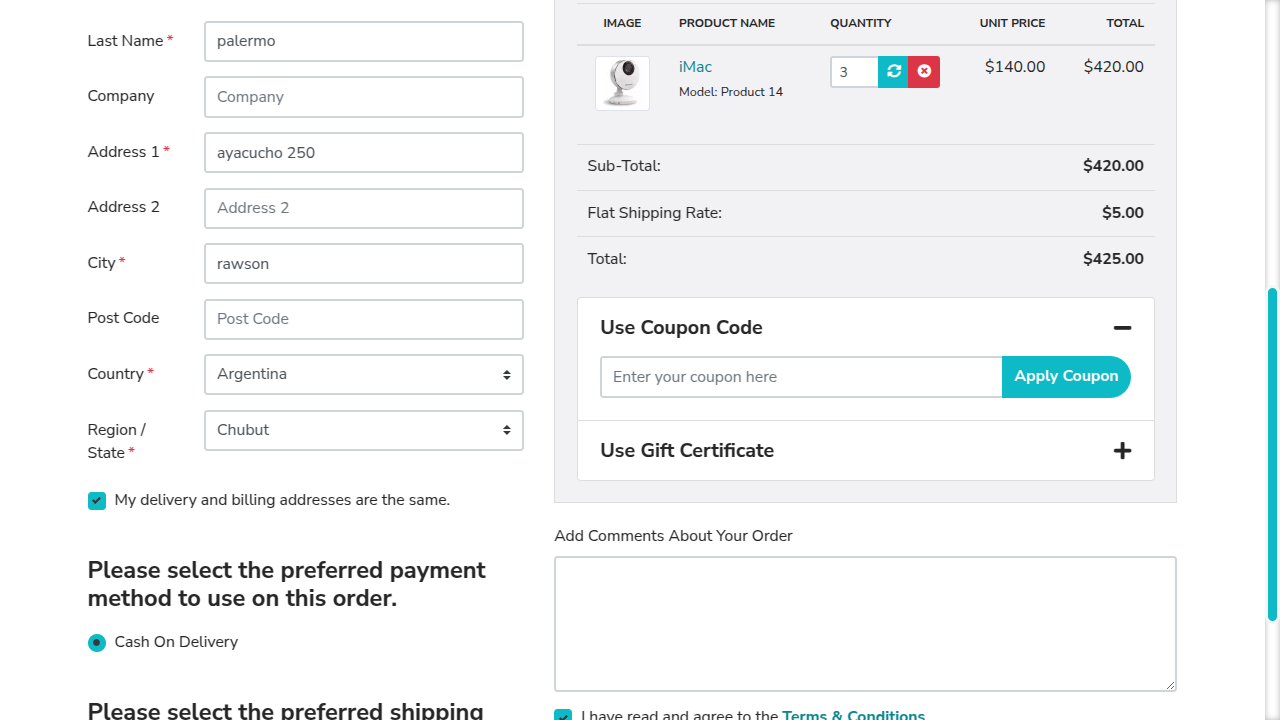 Last Name *
palermo
Company
Company
Address 1 *
ayacucho 250
Address 2
Address 2
City *
rawson
Post Code
Post Code
Country *
Argentina
Region /
State *
Chubut
My delivery and billing addresses are the same.
Please select the preferred payment
method to use on this order.
Cash On Delivery
Please select the preferred shipping
IMAGE PRODUCT NAME QUANTITY UNIT PRICE TOTAL
iMac 3 $140.00 $420.00
Model: Product 14
Sub-Total: $420.00
Flat Shipping Rate: $5.00
Total: $425.00
Use Coupon Code
Enter your coupon here Apply Coupon
Use Gift Certificate
Add Comments About Your Order
I have read and agree to the Terms & Conditions